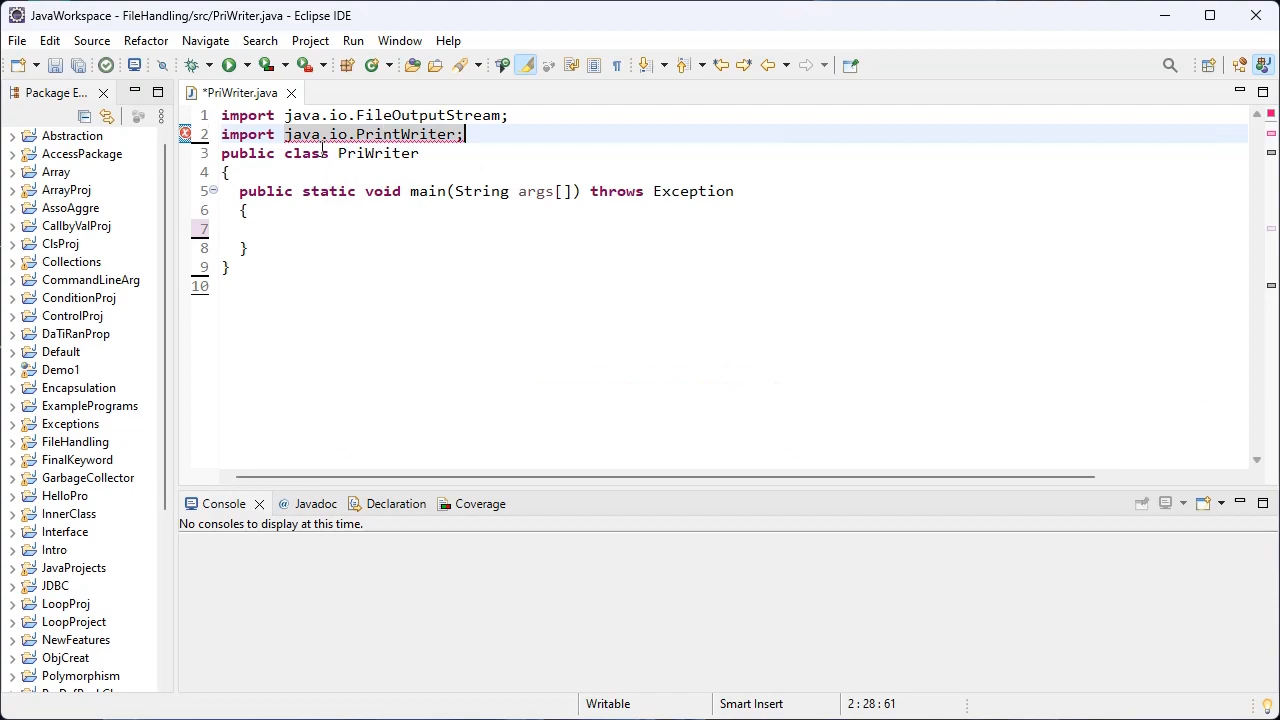 JavaWorkspace - FileHandling/src/PriWriter.java - Eclipse IDE
File Edit Source Refactor Navigate Search Project Run Window Help
Package E...
*PriWriter.java
Abstraction
AccessPackage
Array
ArrayProj
AssoAggre
CallbyValProj
ClsProj
Collections
CommandLineArg
ConditionProj
ControlProj
DaTiRanProp
Default
Demo1
Encapsulation
ExamplePrograms
Exceptions
FileHandling
FinalKeyword
GarbageCollector
HelloPro
InnerClass
Interface
Intro
JavaProjects
JDBC
LoopProj
LoopProject
NewFeatures
ObjCreat
Polymorphism
1 import java.io.FileOutputStream;
2 import java.io.PrintWriter;
3 public class PriWriter
4 {
5 public static void main(String args[]) throws Exception
6 {
7
8 }
9 }
10
Console Javadoc Declaration Coverage
No consoles to display at this time.
Writable Smart Insert 2 : 28 : 61